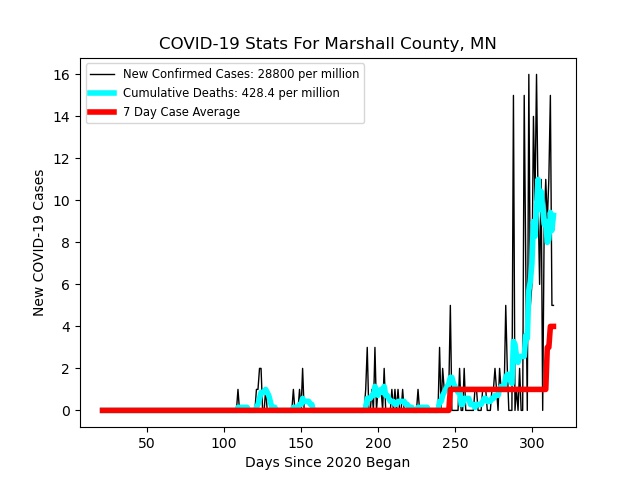 COVID-19 Stats For Marshall County, MN
New Confirmed Cases: 28800 per million
Cumulative Deaths: 428.4 per million
7 Day Case Average
New COVID-19 Cases
16
14
12
10
8
6
4
2
0
50 100 150 200 250 300
Days Since 2020 Began